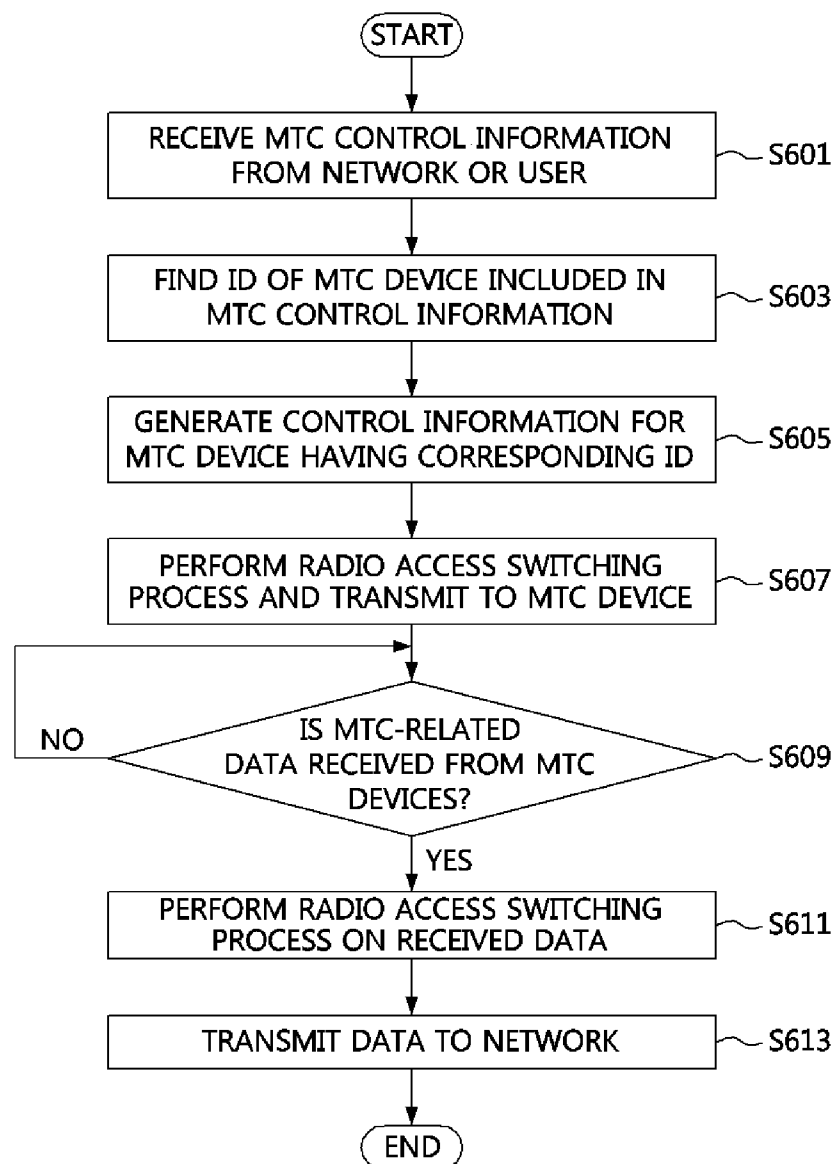 START
RECEIVE MTC CONTROL INFORMATION
FROM NETWORK OR USER
S601
FIND ID OF MTC DEVICE INCLUDED IN
MTC CONTROL INFORMATION
S603
GENERATE CONTROL INFORMATION FOR
MTC DEVICE HAVING CORRESPONDING ID
S605
PERFORM RADIO ACCESS SWITCHING
PROCESS AND TRANSMIT TO MTC DEVICE
S607
IS MTC-RELATED
DATA RECEIVED FROM MTC
DEVICES?
S609
NO
YES
PERFORM RADIO ACCESS SWITCHING
PROCESS ON RECEIVED DATA
S611
TRANSMIT DATA TO NETWORK
S613
END